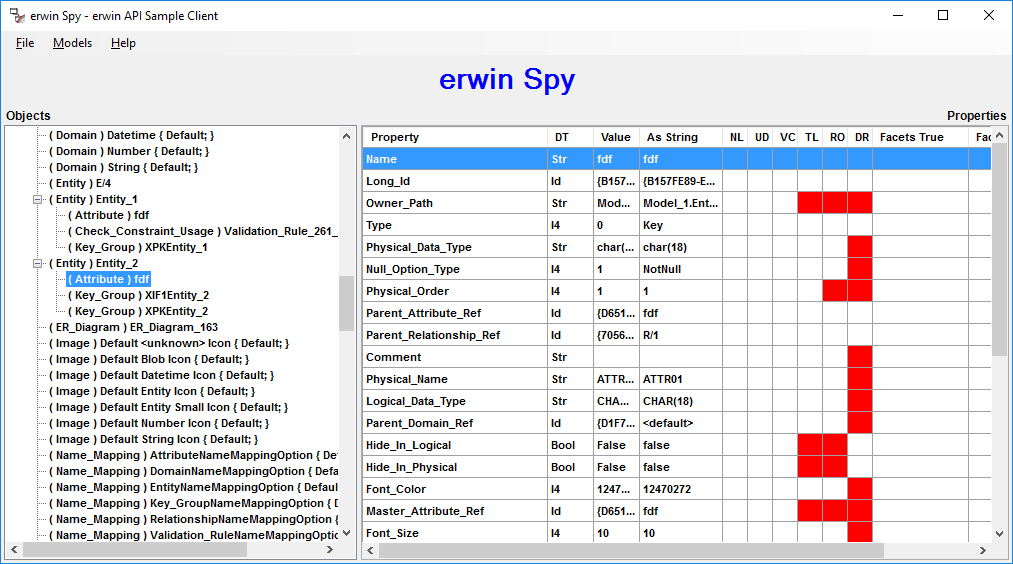 erwin Spy - erwin API Sample Client
File Models Help
erwin Spy
Objects
Properties
( Domain ) Datetime { Default; }
( Domain ) Number { Default; }
( Domain ) String { Default; }
( Entity ) E/4
( Entity ) Entity_1
( Attribute ) fdf
( Check_Constraint_Usage ) Validation_Rule_261_
( Key_Group ) XPKEntity_1
( Entity ) Entity_2
( Attribute ) fdf
( Key_Group ) XIF1Entity_2
( Key_Group ) XPKEntity_2
( ER_Diagram ) ER_Diagram_163
( Image ) Default <unknown> Icon { Default; }
( Image ) Default Blob Icon { Default; }
( Image ) Default Datetime Icon { Default; }
( Image ) Default Entity Icon { Default; }
( Image ) Default Entity Small Icon { Default; }
( Image ) Default Number Icon { Default; }
( Image ) Default String Icon { Default; }
( Name_Mapping ) AttributeNameMappingOption { De
( Name_Mapping ) DomainNameMappingOption { Defa
( Name_Mapping ) EntityNameMappingOption { Defaul
( Name_Mapping ) Key_GroupNameMappingOption { D
( Name_Mapping ) RelationshipNameMappingOption {
( Name_Mapping ) Validation_RuleNameMappingOption
Property DT Value As String NL UD VC TL RO DR Facets True Fac
Name Str fdf fdf
Long_Id Id {B157... {B157FE89-E...
Owner_Path Str Mod... Model_1.Ent...
Type I4 0 Key
Physical_Data_Type Str char(... char(18)
Null_Option_Type I4 1 NotNull
Physical_Order I4 1 1
Parent_Attribute_Ref Id {D651... fdf
Parent_Relationship_Ref Id {7056... R/1
Comment Str
Physical_Name Str ATTR... ATTR01
Logical_Data_Type Str CHA... CHAR(18)
Parent_Domain_Ref Id {D1F7... <default>
Hide_In_Logical Bool False false
Hide_In_Physical Bool False false
Font_Color I4 1247... 12470272
Master_Attribute_Ref Id {D651... fdf
Font_Size I4 10 10